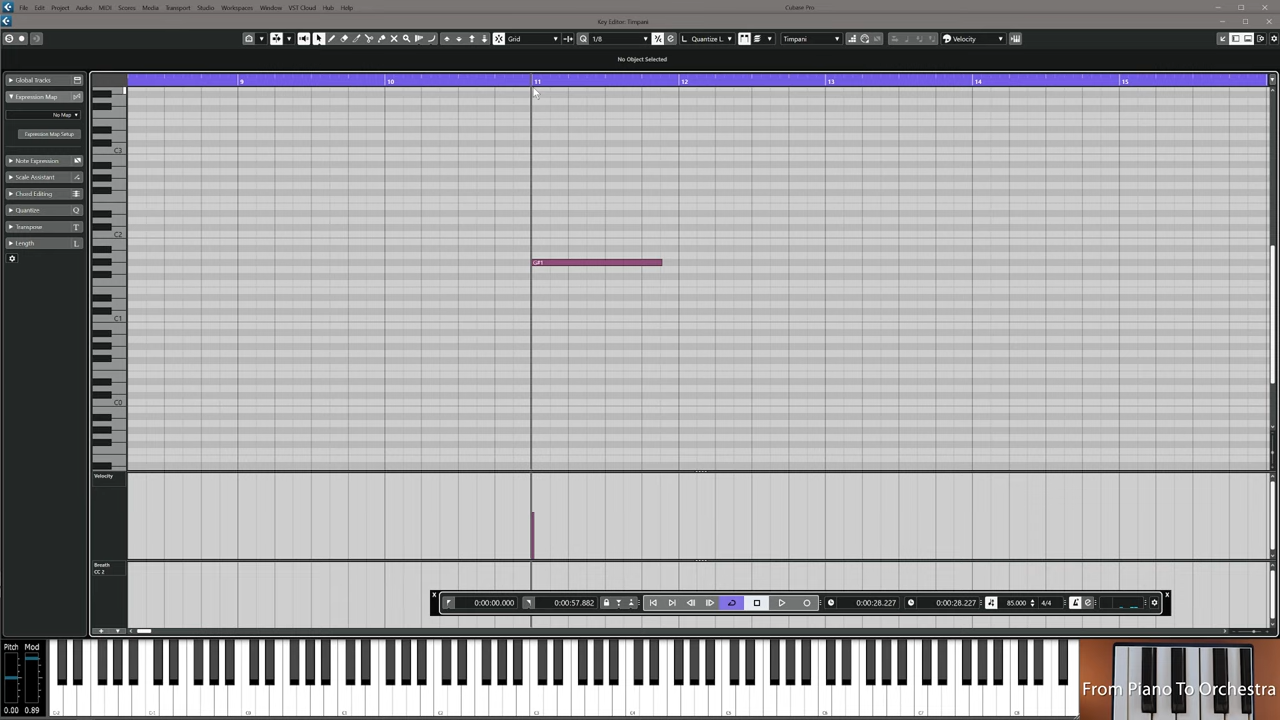 File Edit Project Audio MIDI Scores Media Transport Studio Workspaces Window VST Cloud Hub Help
Cubase Pro
Key Editor: Timpani
Grid
1/8
Quantize L.
Timpani
Velocity
No Object Selected
Global Tracks
Expression Map
No Map
Expression Map Setup
Note Expression
Scale Assistant
Chord Editing
Quantize
Transpose
Length
9 10 11 12 13 14 15
C3
C2
G#1
C1
C0
Velocity
Breath
CC 2
0:00:00.000 0:00:57.882 0:00:28.227 0:00:28.227 85.000 4/4
Pitch Mod
0.00 0.89
From Piano To Orchestra